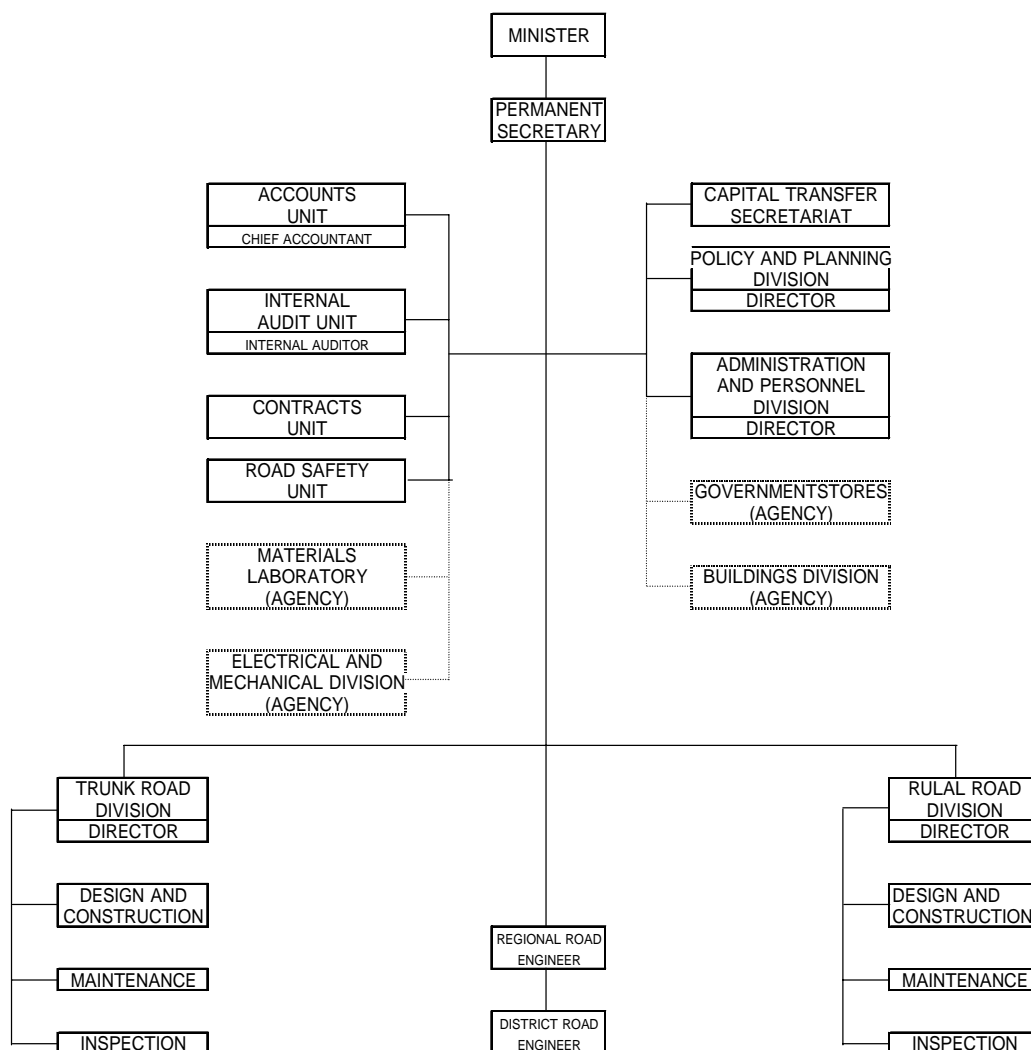 MINISTER
PERMANENT
SECRETARY
ACCOUNTS
UNIT
CHIEF ACCOUNTANT
INTERNAL
AUDIT UNIT
INTERNAL AUDITOR
CONTRACTS
UNIT
ROAD SAFETY
UNIT
MATERIALS
LABORATORY
(AGENCY)
ELECTRICAL AND
MECHANICAL DIVISION
(AGENCY)
CAPITAL TRANSFER
SECRETARIAT
POLICY AND PLANNING
DIVISION
DIRECTOR
ADMINISTRATION
AND PERSONNEL
DIVISION
DIRECTOR
GOVERNMENTSTORES
(AGENCY)
BUILDINGS DIVISION
(AGENCY)
TRUNK ROAD
DIVISION
DIRECTOR
DESIGN AND
CONSTRUCTION
MAINTENANCE
INSPECTION
REGIONAL ROAD
ENGINEER
DISTRICT ROAD
ENGINEER
RULAL ROAD
DIVISION
DIRECTOR
DESIGN AND
CONSTRUCTION
MAINTENANCE
INSPECTION